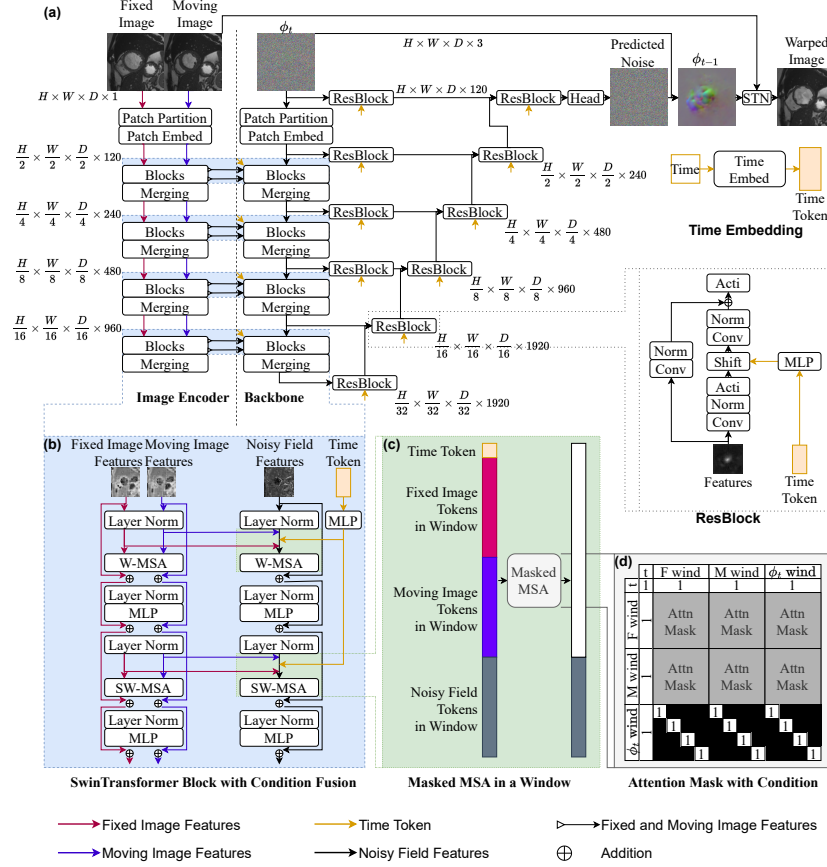 (a)
Fixed Image
Moving Image
ϕ_t
H × W × D × 3
Predicted Noise
ϕ_{t−1}
Warped Image
H × W × D × 1
H × W × D × 120
ResBlock
ResBlock
Head
STN
Patch Partition
Patch Embed
Patch Partition
Patch Embed
H/2 × W/2 × D/2 × 120
Blocks
Merging
Blocks
Merging
ResBlock
ResBlock
H/2 × W/2 × D/2 × 240
Time
Time Embed
Time Token
Time Embedding
H/4 × W/4 × D/4 × 240
Blocks
Merging
Blocks
Merging
ResBlock
ResBlock
H/4 × W/4 × D/4 × 480
H/8 × W/8 × D/8 × 480
Blocks
Merging
Blocks
Merging
ResBlock
ResBlock
H/8 × W/8 × D/8 × 960
H/16 × W/16 × D/16 × 960
Blocks
Merging
Blocks
Merging
ResBlock
H/16 × W/16 × D/16 × 1920
ResBlock
H/32 × W/32 × D/32 × 1920
Image Encoder
Backbone
Acti
Norm
Conv
Norm
Conv
Shift
MLP
Acti
Norm
Conv
Features
Time Token
ResBlock
(b)
Fixed Image Features
Moving Image Features
Noisy Field Features
Time Token
Layer Norm
Layer Norm
MLP
W-MSA
W-MSA
Layer Norm
MLP
Layer Norm
MLP
Layer Norm
Layer Norm
SW-MSA
SW-MSA
Layer Norm
MLP
Layer Norm
MLP
SwinTransformer Block with Condition Fusion
(c)
Time Token
Fixed Image
Tokens
in Window
Masked
MSA
Moving Image
Tokens
in Window
Noisy Field
Tokens
in Window
Masked MSA in a Window
(d)
t F wind M wind ϕ_t wind
t 1 1 1 1
F wind 1 Attn Mask Attn Mask Attn Mask
M wind 1 Attn Mask Attn Mask Attn Mask
ϕ_t wind 1 1 1 1
1 1 1
1 1 1
1 1 1
Attention Mask with Condition
Fixed Image Features
Time Token
Fixed and Moving Image Features
Moving Image Features
Noisy Field Features
Addition